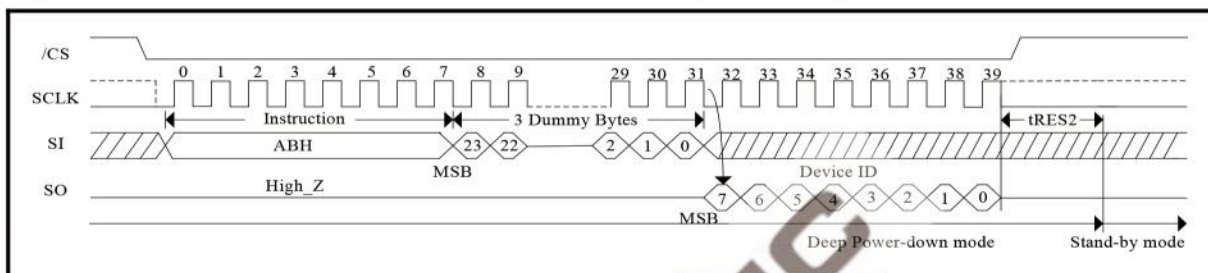 /CS
0 1 2 3 4 5 6 7 8 9 29 30 31 32 33 34 35 36 37 38 39
SCLK
Instruction 3 Dummy Bytes tRES2
SI ABH 23 22 2 1 0
MSB Device ID
SO High_Z 7 6 5 4 3 2 1 0
MSB
Deep Power-down mode Stand-by mode